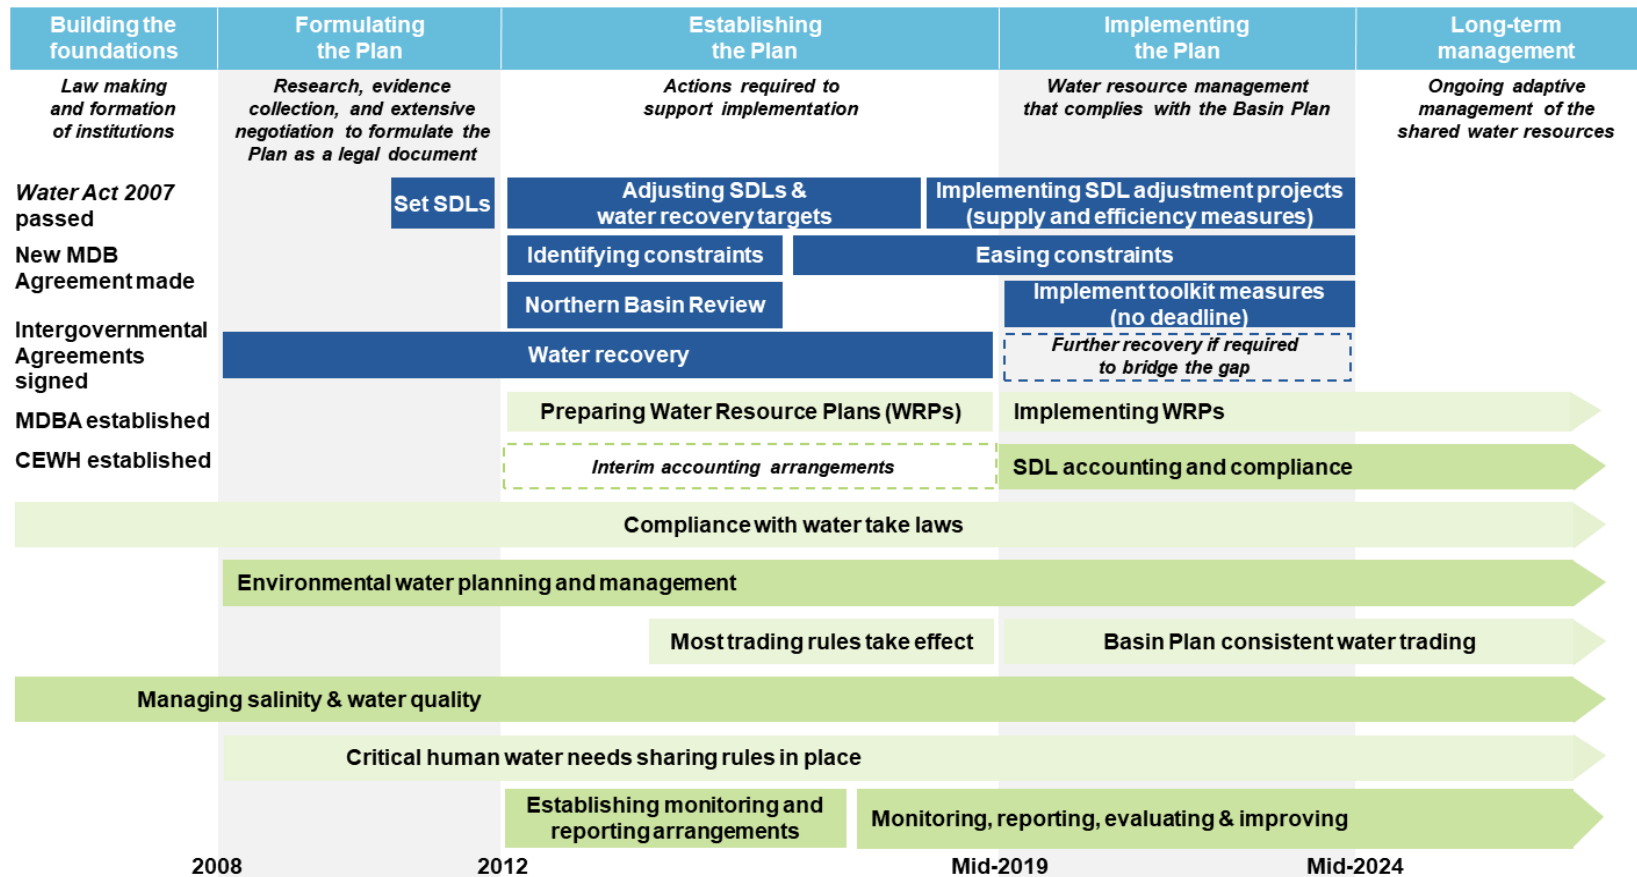 Building the
foundations
Formulating
the Plan
Establishing
the Plan
Implementing
the Plan
Long-term
management
Law making
and formation
of institutions
Research, evidence
collection, and extensive
negotiation to formulate the
Plan as a legal document
Actions required to
support implementation
Water resource management
that complies with the Basin Plan
Ongoing adaptive
management of the
shared water resources
Water Act 2007
passed
Set SDLs
Adjusting SDLs &
water recovery targets
Implementing SDL adjustment projects
(supply and efficiency measures)
New MDB
Agreement made
Identifying constraints
Easing constraints
Northern Basin Review
Implement toolkit measures
(no deadline)
Intergovernmental
Agreements
signed
Water recovery
Further recovery if required
to bridge the gap
MDBA established
Preparing Water Resource Plans (WRPs)
Implementing WRPs
CEWH established
Interim accounting arrangements
SDL accounting and compliance
Compliance with water take laws
Environmental water planning and management
Most trading rules take effect
Basin Plan consistent water trading
Managing salinity & water quality
Critical human water needs sharing rules in place
Establishing monitoring and
reporting arrangements
Monitoring, reporting, evaluating & improving
2008
2012
Mid-2019
Mid-2024